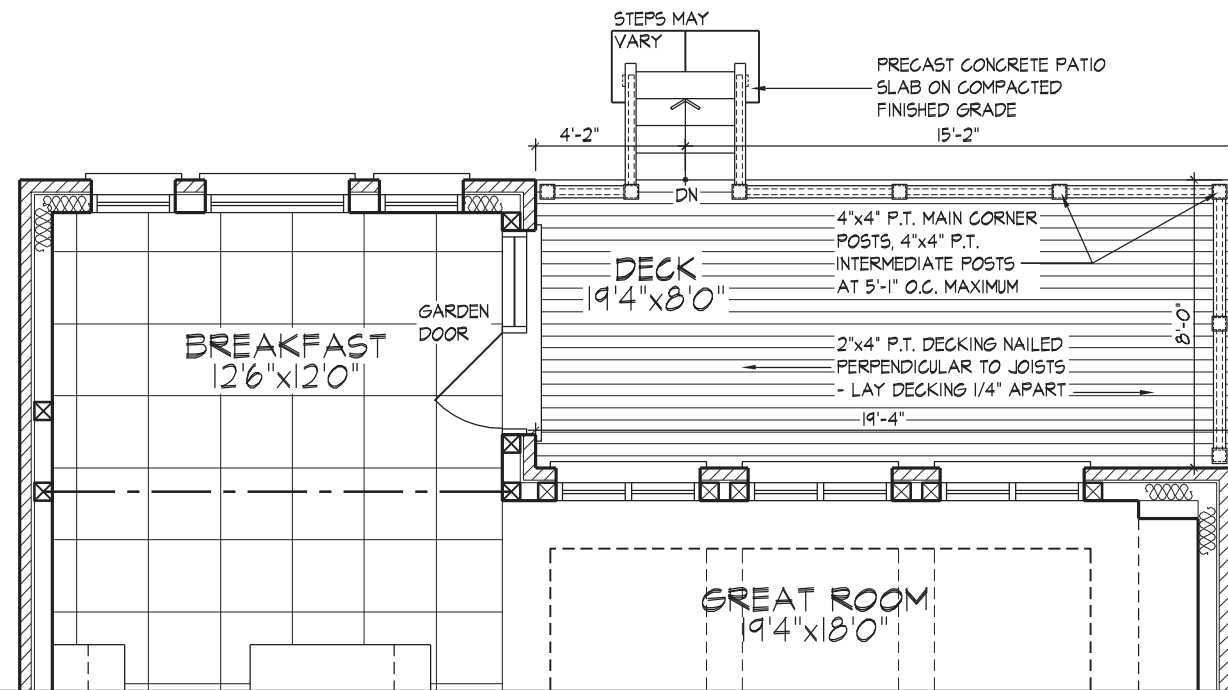 STEPS MAY
VARY
PRECAST CONCRETE PATIO
SLAB ON COMPACTED
FINISHED GRADE
4'-2"
15'-2"
DN
4"x4" P.T. MAIN CORNER
POSTS, 4"x4" P.T.
INTERMEDIATE POSTS
AT 5'-1" O.C. MAXIMUM
DECK
19'4"x8'0"
GARDEN
DOOR
BREAKFAST
12'6"x12'0"
8'-0"
2"x4" P.T. DECKING NAILED
PERPENDICULAR TO JOISTS
- LAY DECKING 1/4" APART
19'-4"
GREAT ROOM
19'4"x18'0"